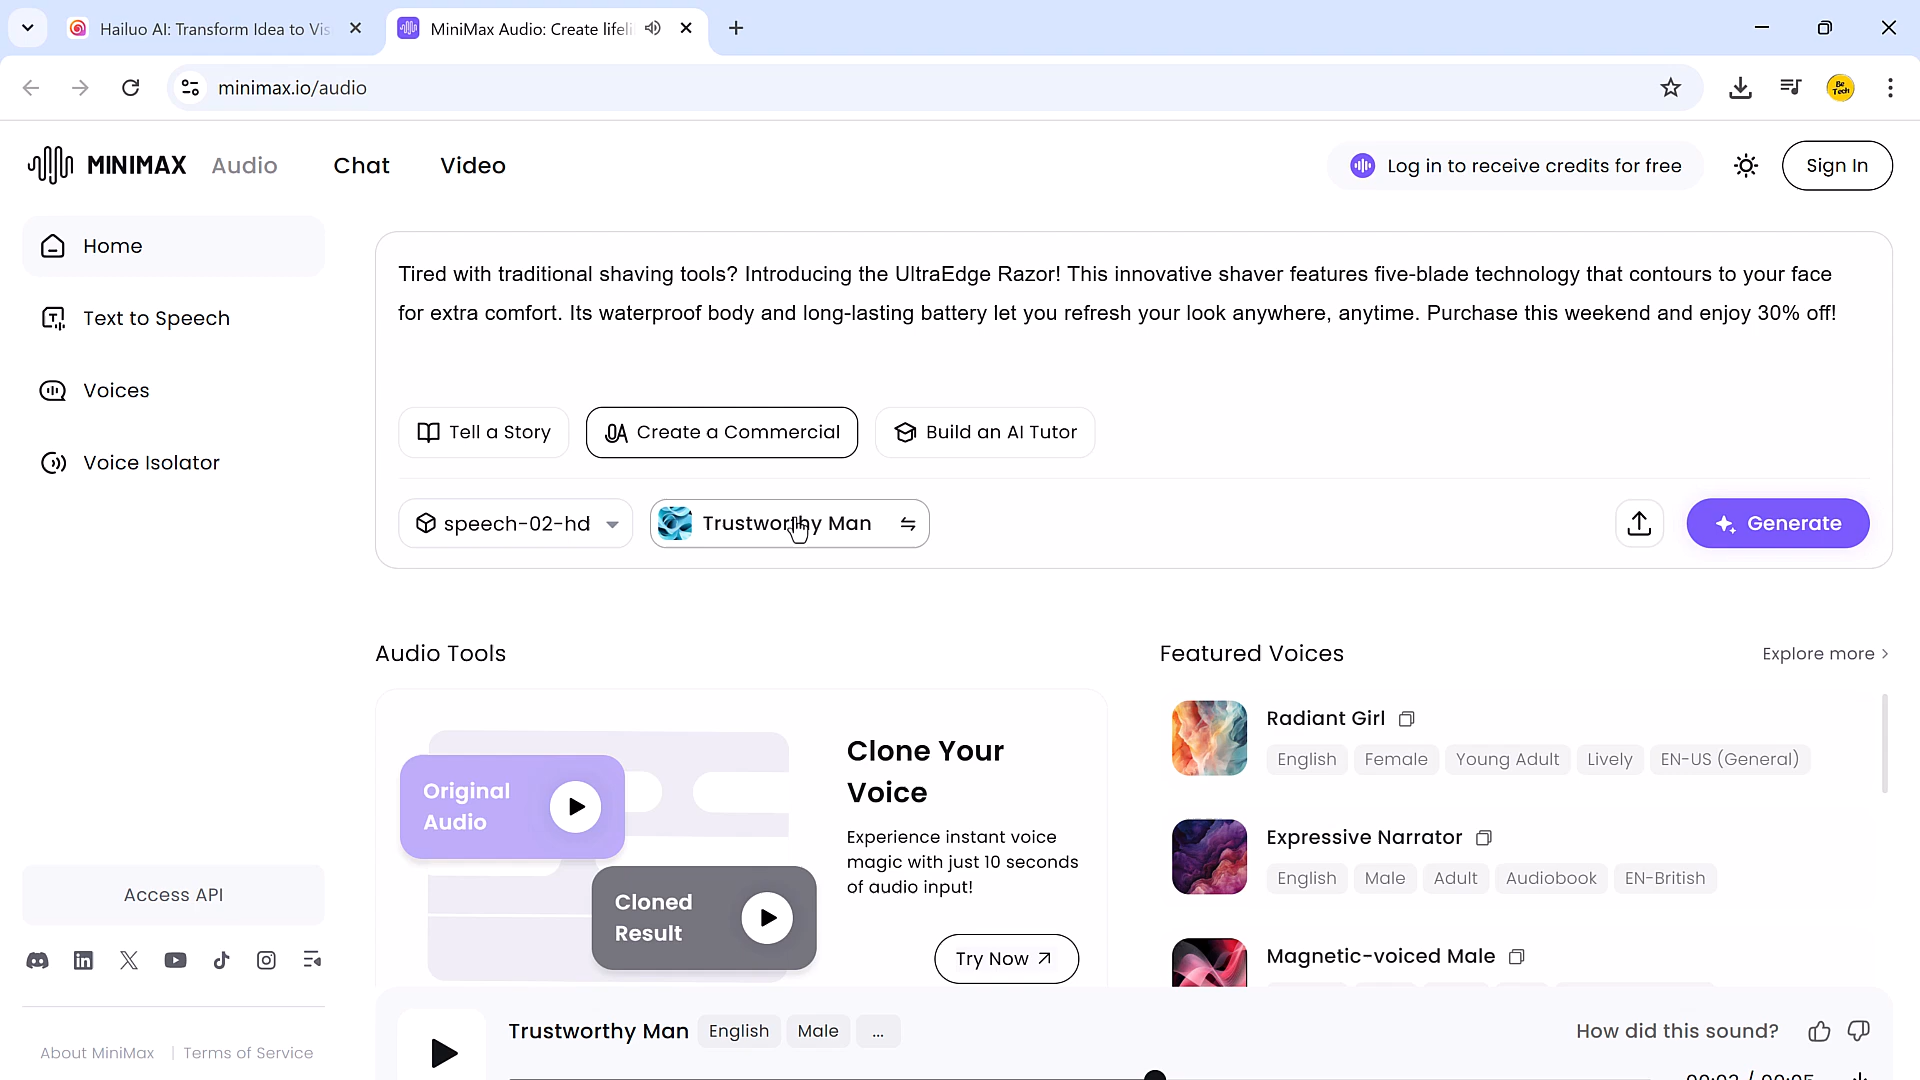 Hailuo AI: Transform Idea to Vis
MiniMax Audio: Create lifeli
minimax.io/audio
Be Tech
MINIMAX Audio Chat Video
Log in to receive credits for free
Sign In
Home
Text to Speech
Voices
Voice Isolator
Tired with traditional shaving tools? Introducing the UltraEdge Razor! This innovative shaver features five-blade technology that contours to your face
for extra comfort. Its waterproof body and long-lasting battery let you refresh your look anywhere, anytime. Purchase this weekend and enjoy 30% off!
Tell a Story
Create a Commercial
Build an AI Tutor
speech-02-hd
Trustworthy Man
Generate
Audio Tools
Original
Audio
Cloned
Result
Clone Your
Voice
Experience instant voice
magic with just 10 seconds
of audio input!
Try Now
Featured Voices
Explore more
Radiant Girl
English Female Young Adult Lively EN-US (General)
Expressive Narrator
English Male Adult Audiobook EN-British
Magnetic-voiced Male
Access API
About MiniMax | Terms of Service
Trustworthy Man English Male ...
How did this sound?